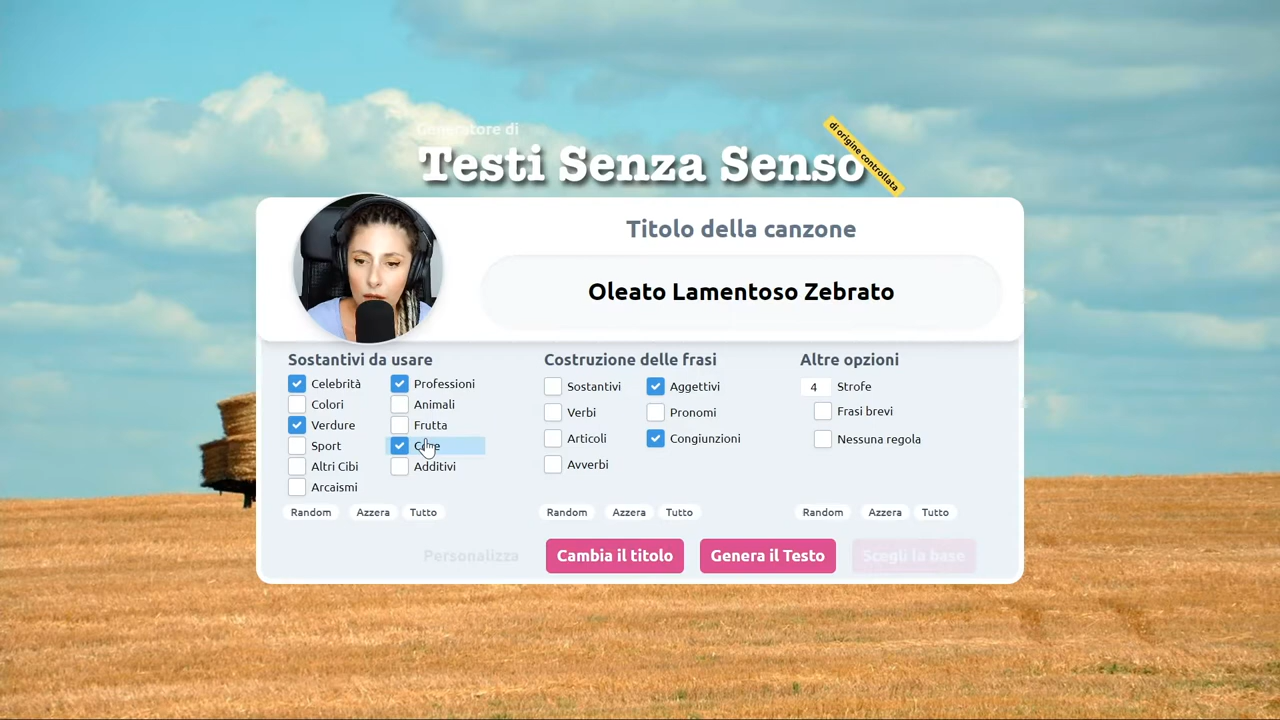 Generatore di
Testi Senza Senso
di origine controllata
Titolo della canzone
Oleato Lamentoso Zebrato
Sostantivi da usare
Celebrità
Professioni
Colori
Animali
Verdure
Frutta
Sport
Altri Cibi
Additivi
Arcaismi
Random
Azzera
Tutto
Costruzione delle frasi
Sostantivi
Aggettivi
Verbi
Pronomi
Articoli
Congiunzioni
Avverbi
Random
Azzera
Tutto
Altre opzioni
4
Strofe
Frasi brevi
Nessuna regola
Random
Azzera
Tutto
Personalizza
Cambia il titolo
Genera il Testo
Scegli la base